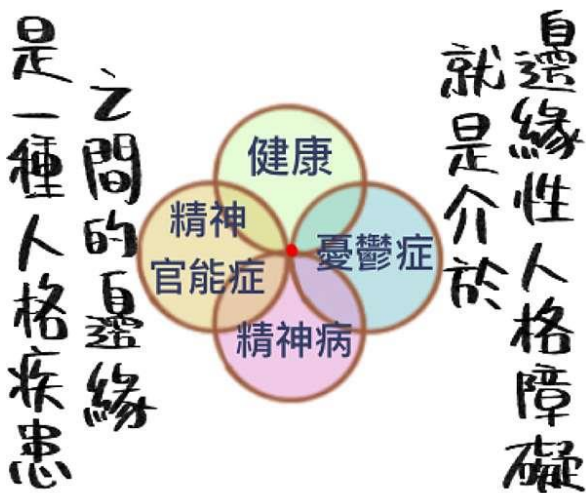 邊緣性人格障礙
就是介於
健康
精神
官能症
憂鬱症
精神病
之間的邊緣
是一種人格疾患